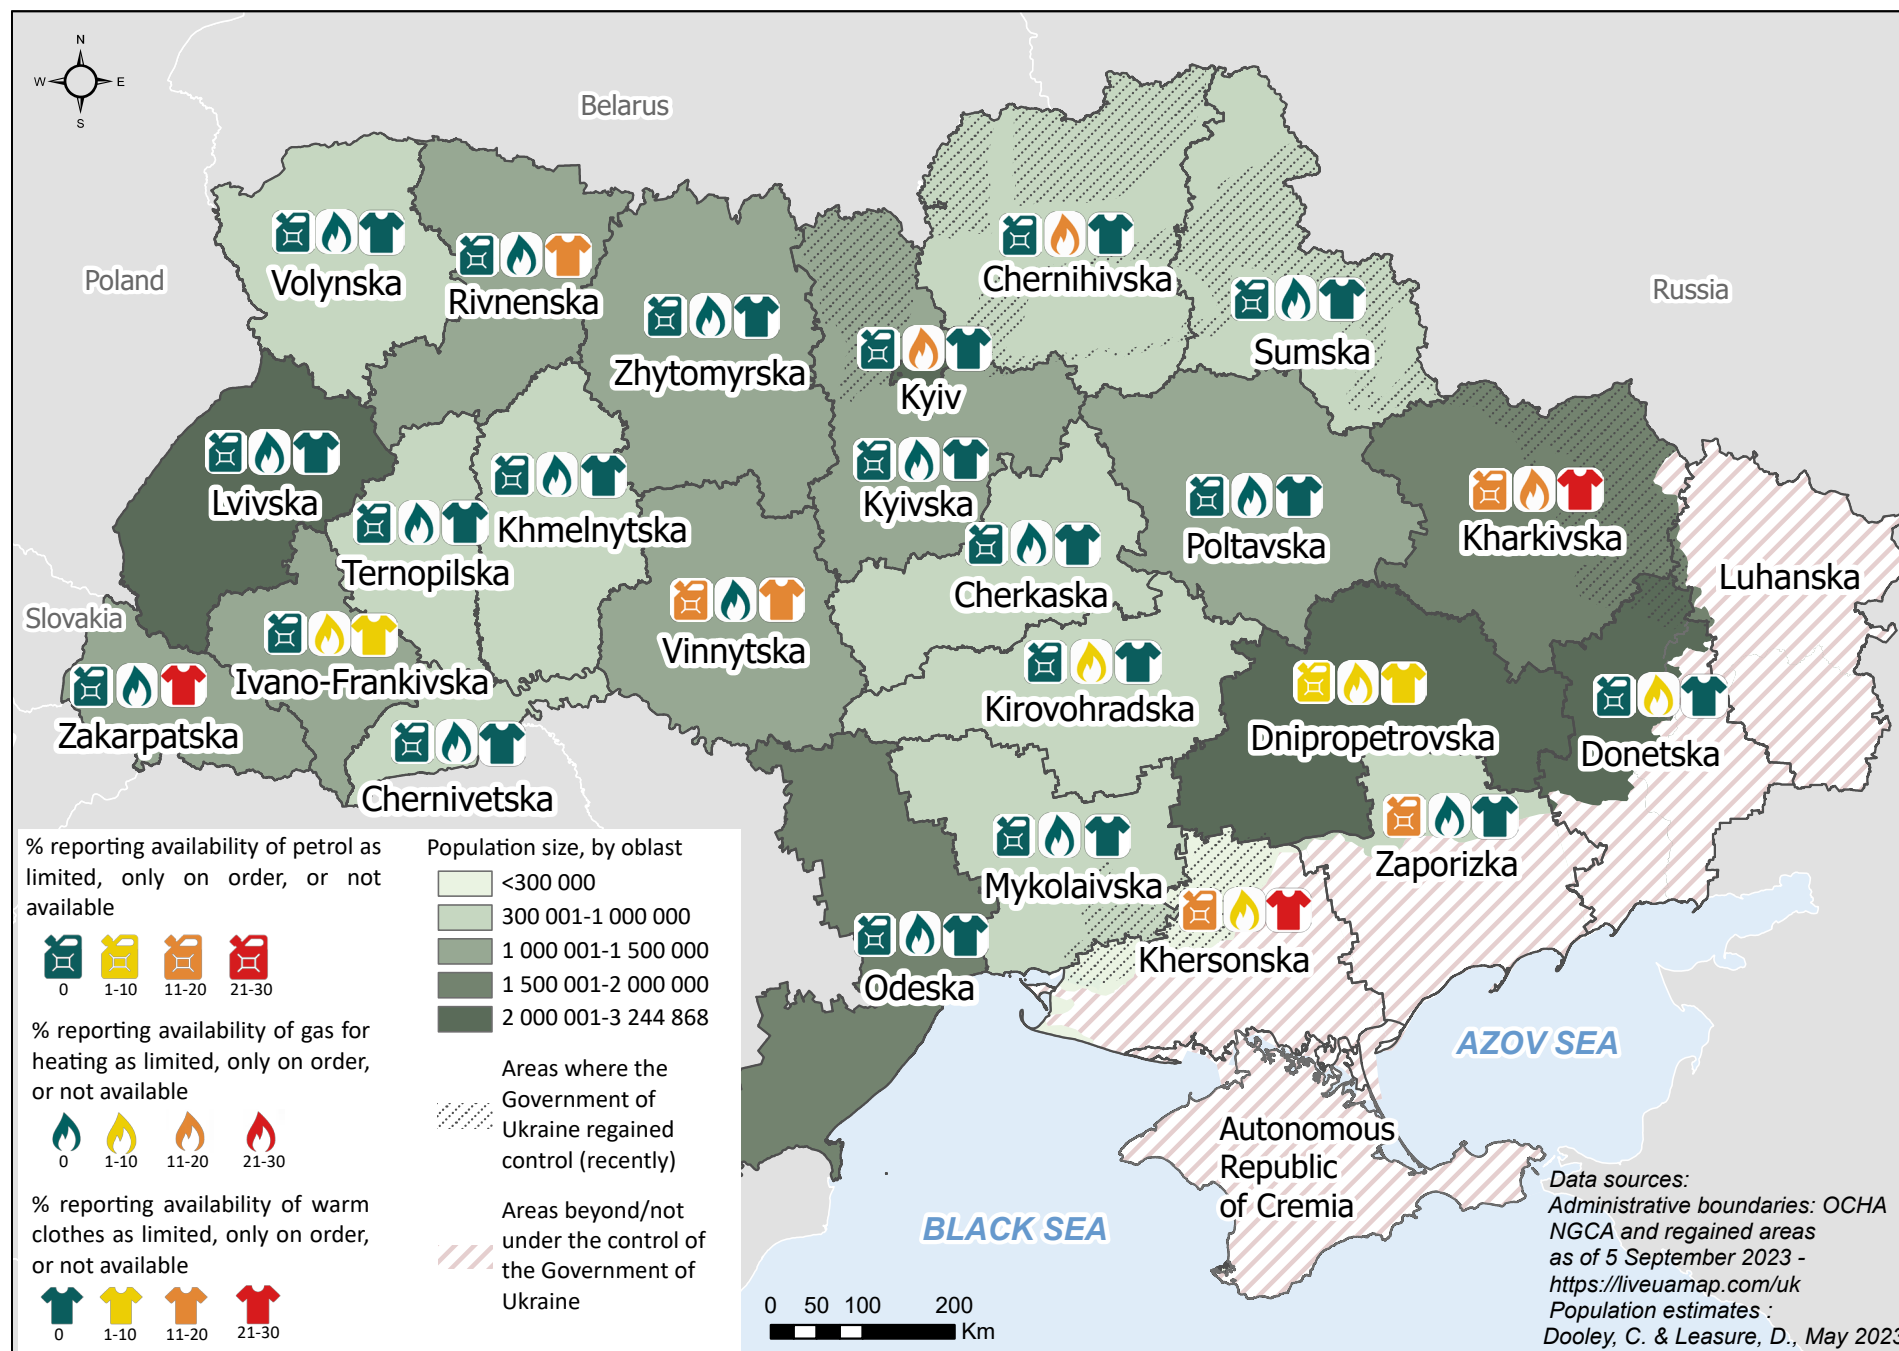 N
W
E
S
Belarus
Poland
Russia
Slovakia
Volynska
Rivnenska
Zhytomyrska
Chernihivska
Sumska
Kyiv
Lvivska
Ternopilska
Khmelnytska
Kyivska
Cherkaska
Poltavska
Kharkivska
Luhanska
Vinnytska
Ivano-Frankivska
Zakarpatska
Chernivetska
Kirovohradska
Dnipropetrovska
Donetska
Zaporizka
Mykolaivska
Khersonska
Odeska
AZOV SEA
BLACK SEA
Autonomous
Republic
of Cremia
% reporting availability of petrol as
limited, only on order, or not
available
0 1-10 11-20 21-30
% reporting availability of gas for
heating as limited, only on order,
or not available
0 1-10 11-20 21-30
% reporting availability of warm
clothes as limited, only on order,
or not available
0 1-10 11-20 21-30
Population size, by oblast
<300 000
300 001-1 000 000
1 000 001-1 500 000
1 500 001-2 000 000
2 000 001-3 244 868
Areas where the
Government of
Ukraine regained
control (recently)
Areas beyond/not
under the control of
the Government of
Ukraine
0 50 100 200
Km
Data sources:
Administrative boundaries: OCHA
NGCA and regained areas
as of 5 September 2023 -
https://liveuamap.com/uk
Population estimates :
Dooley, C. & Leasure, D., May 2023